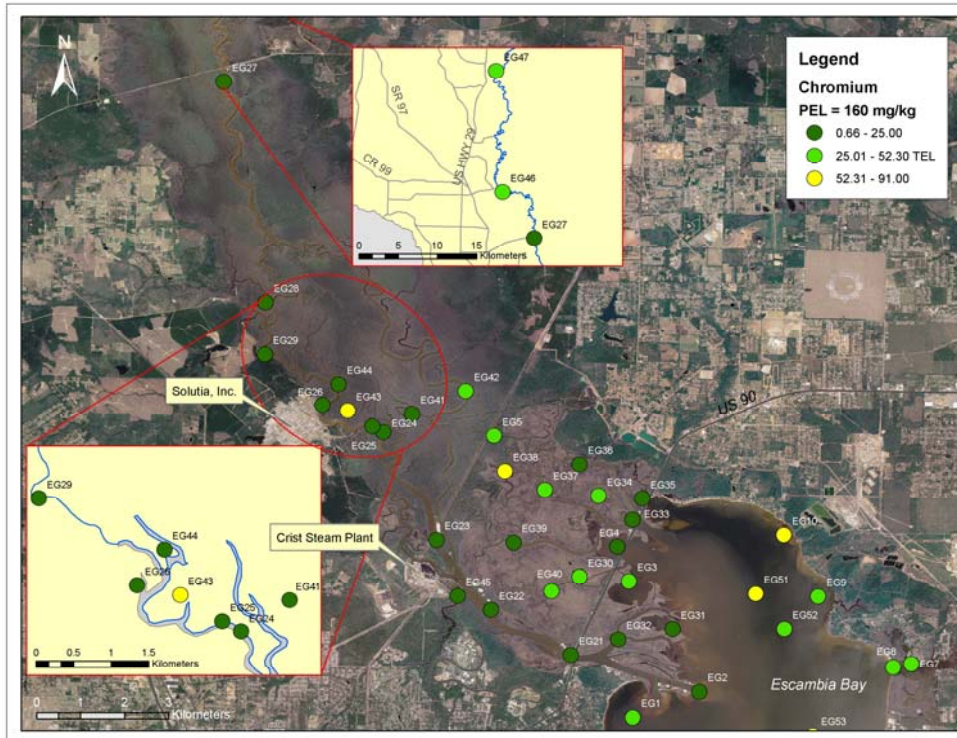 N
EG27
EG47
SR 97
US HWY 29
CR 99
EG46
EG27
0 5 10 15
Kilometers
Legend
Chromium
PEL = 160 mg/kg
0.66 - 25.00
25.01 - 52.30 TEL
52.31 - 91.00
EG28
EG29
EG44
EG42
EG26
EG43
EG41
Solutia, Inc.
EG24
EG25
US 90
EG5
EG36
EG38
EG37
EG34
EG35
EG33
EG10
EG23
EG39
EG4
Crist Steam Plant
EG30
EG3
EG51
EG9
EG40
EG45
EG22
EG52
EG31
EG32
EG21
EG8
EG7
EG2
Escambia Bay
EG1
EG53
EG29
EG44
EG26
EG43
EG41
EG25
EG24
0 0.5 1 1.5
Kilometers
0 1 2 3
Kilometers